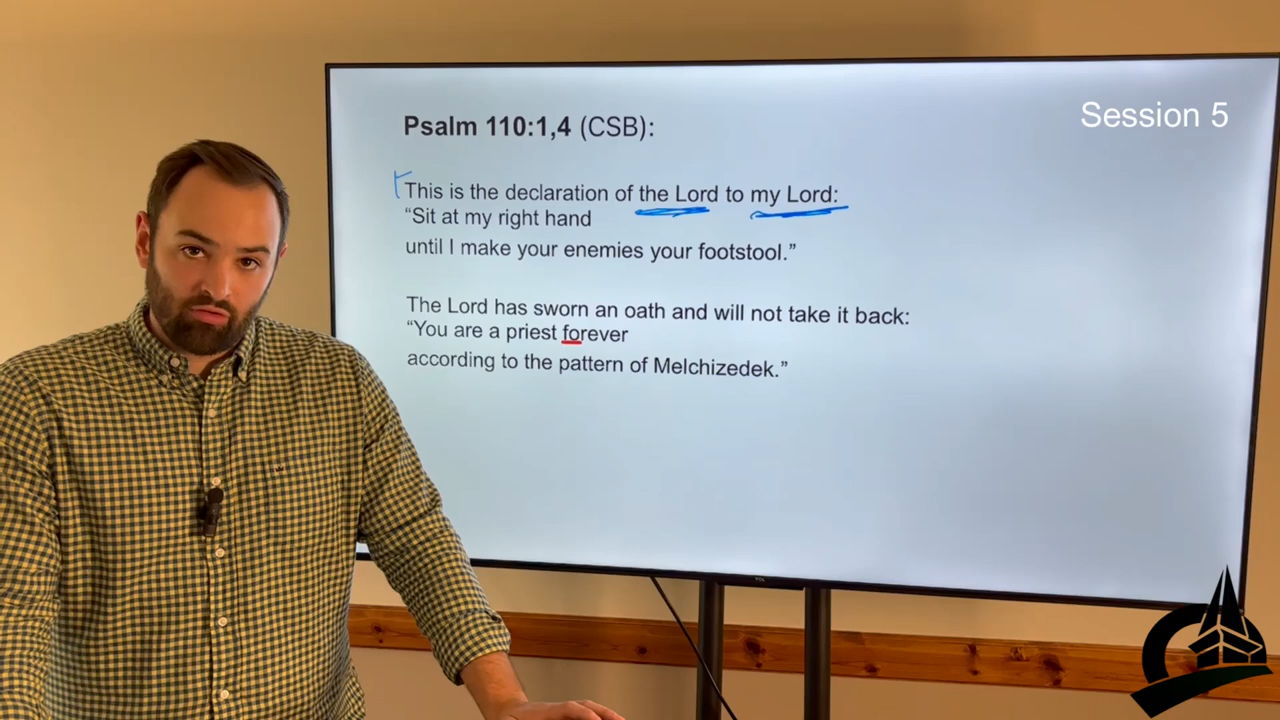 Session 5
Psalm 110:1,4 (CSB):
This is the declaration of the Lord to my Lord:
“Sit at my right hand
until I make your enemies your footstool.”
The Lord has sworn an oath and will not take it back:
“You are a priest forever
according to the pattern of Melchizedek.”
TCL